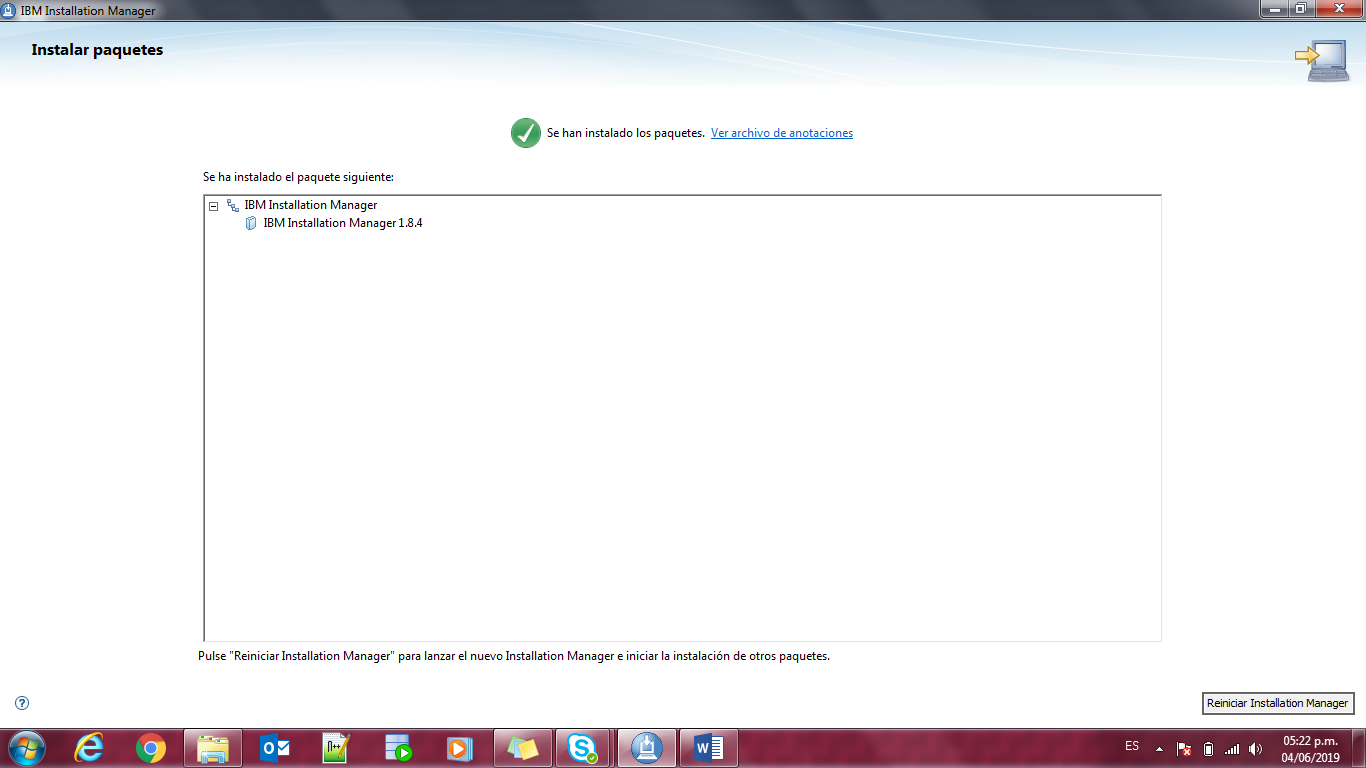 IBM Installation Manager
Instalar paquetes
Se han instalado los paquetes. Ver archivo de anotaciones
Se ha instalado el paquete siguiente:
IBM Installation Manager
IBM Installation Manager 1.8.4
Pulse "Reiniciar Installation Manager" para lanzar el nuevo Installation Manager e iniciar la instalación de otros paquetes.
Reiniciar Installation Manager
ES
05:22 p.m.
04/06/2019